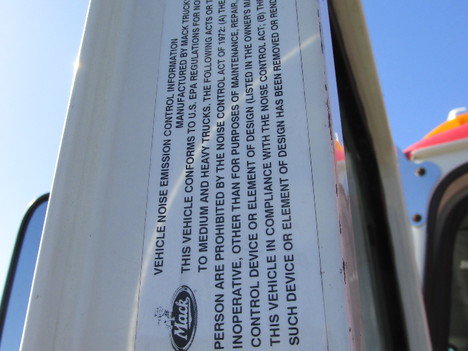 VEHICLE NOISE EMISSION CONTROL INFORMATION
MANUFACTURED BY MACK TRUCK
THIS VEHICLE CONFORMS TO U.S. EPA REGULATIONS FOR NO
TO MEDIUM AND HEAVY TRUCKS. THE FOLLOWING ACTS OR T
PERSON ARE PROHIBITED BY THE NOISE CONTROL ACT OF 1972: (A) THE
INOPERATIVE, OTHER THAN FOR PURPOSES OF MAINTENANCE, REPAIR,
CONTROL DEVICE OR ELEMENT OF DESIGN (LISTED IN THE OWNER'S MA
THIS VEHICLE IN COMPLIANCE WITH THE NOISE CONTROL ACT; (B) TH
SUCH DEVICE OR ELEMENT OF DESIGN HAS BEEN REMOVED OR REND
Mack